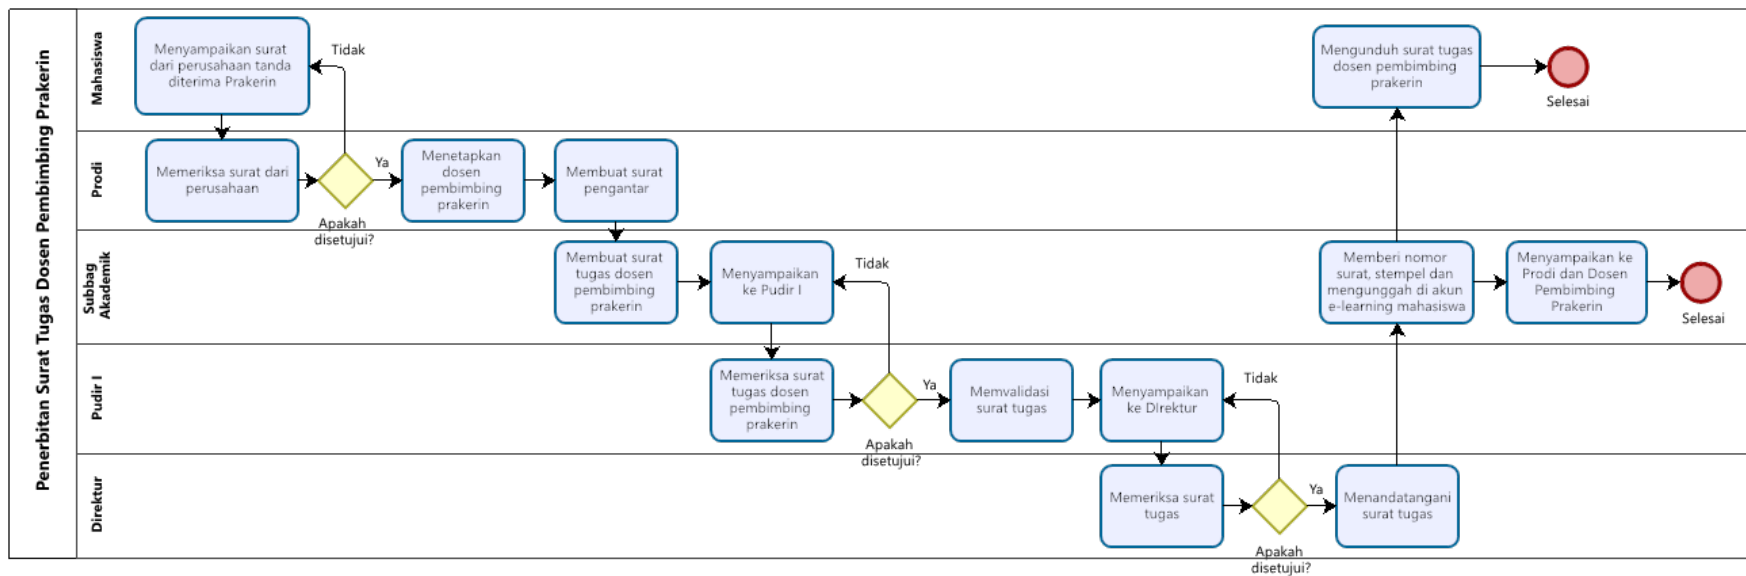 Penerbitan Surat Tugas Dosen Pembimbing Prakerin
Mahasiswa
Menyampaikan surat
dari perusahaan tanda
diterima Prakerin
Tidak
Mengunduh surat tugas
dosen pembimbing
prakerin
Selesai
Prodi
Memeriksa surat dari
perusahaan
Apakah
disetujui?
Ya
Menetapkan
dosen
pembimbing
prakerin
Membuat surat
pengantar
Subbag
Akademik
Membuat surat
tugas dosen
pembimbing
prakerin
Menyampaikan
ke Pudir I
Tidak
Memberi nomor
surat, stempel dan
mengunggah di akun
e-learning mahasiswa
Menyampaikan ke
Prodi dan Dosen
Pembimbing
Prakerin
Selesai
Pudir I
Memeriksa surat
tugas dosen
pembimbing
prakerin
Apakah
disetujui?
Ya
Memvalidasi
surat tugas
Menyampaikan
ke DIrektur
Tidak
Direktur
Memeriksa surat
tugas
Apakah
disetujui?
Ya
Menandatangani
surat tugas